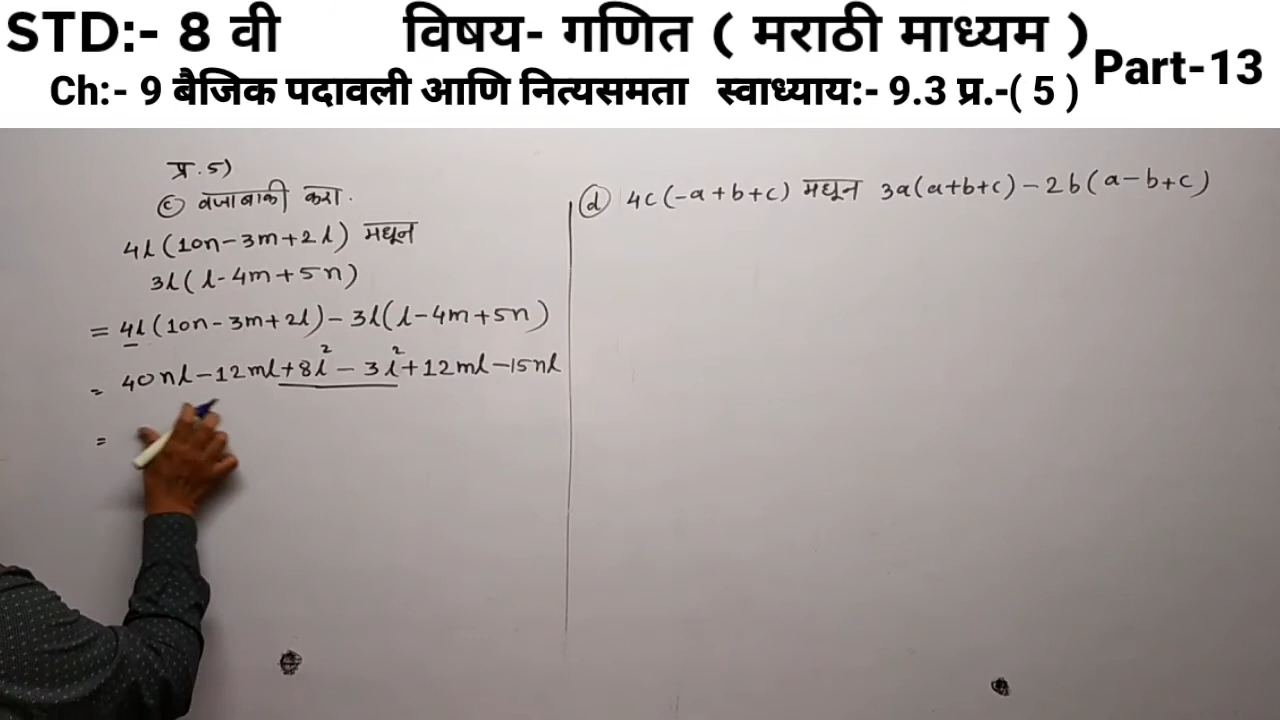 STD:- 8 वी विषय- गणित ( मराठी माध्यम )
Part-13
Ch:- 9 बैजिक पदावली आणि नित्यसमता स्वाध्याय:- 9.3 प्र.-( 5 )
प्र.5)
c) वजाबाकी करा.
4l(10n-3m+2l) मधून
3l(l-4m+5n)
= 4l(10n-3m+2l)-3l(l-4m+5n)
= 40nl-12ml+8l²-3l²+12ml-15nl
=
d) 4c(-a+b+c) मधून 3a(a+b+c)-2b(a-b+c)